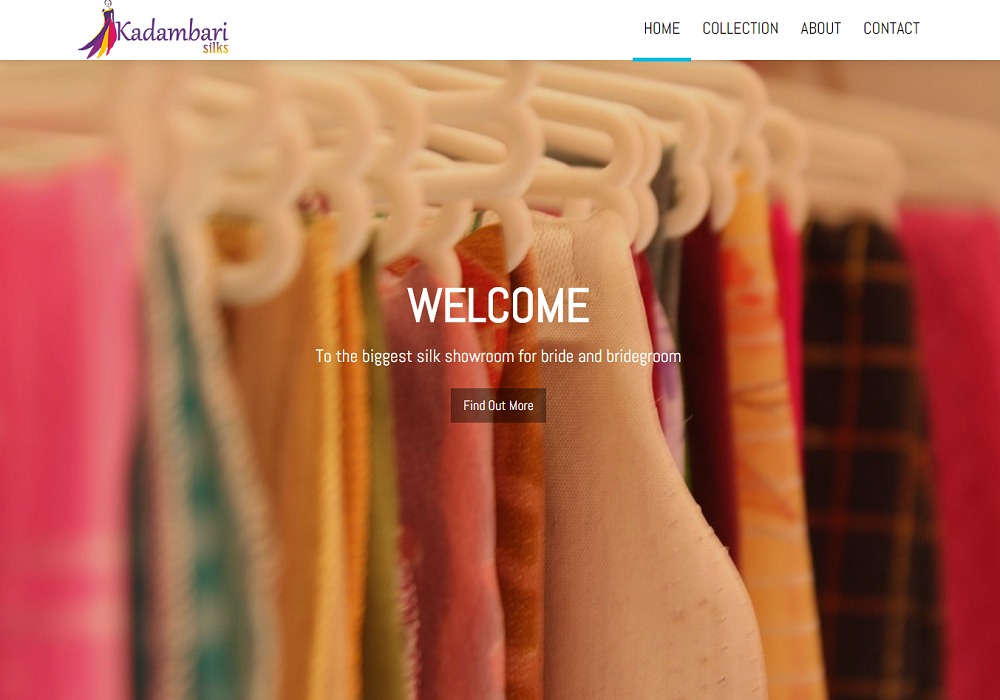 Kadambari
silks
HOME COLLECTION ABOUT CONTACT
WELCOME
To the biggest silk showroom for bride and bridegroom
Find Out More